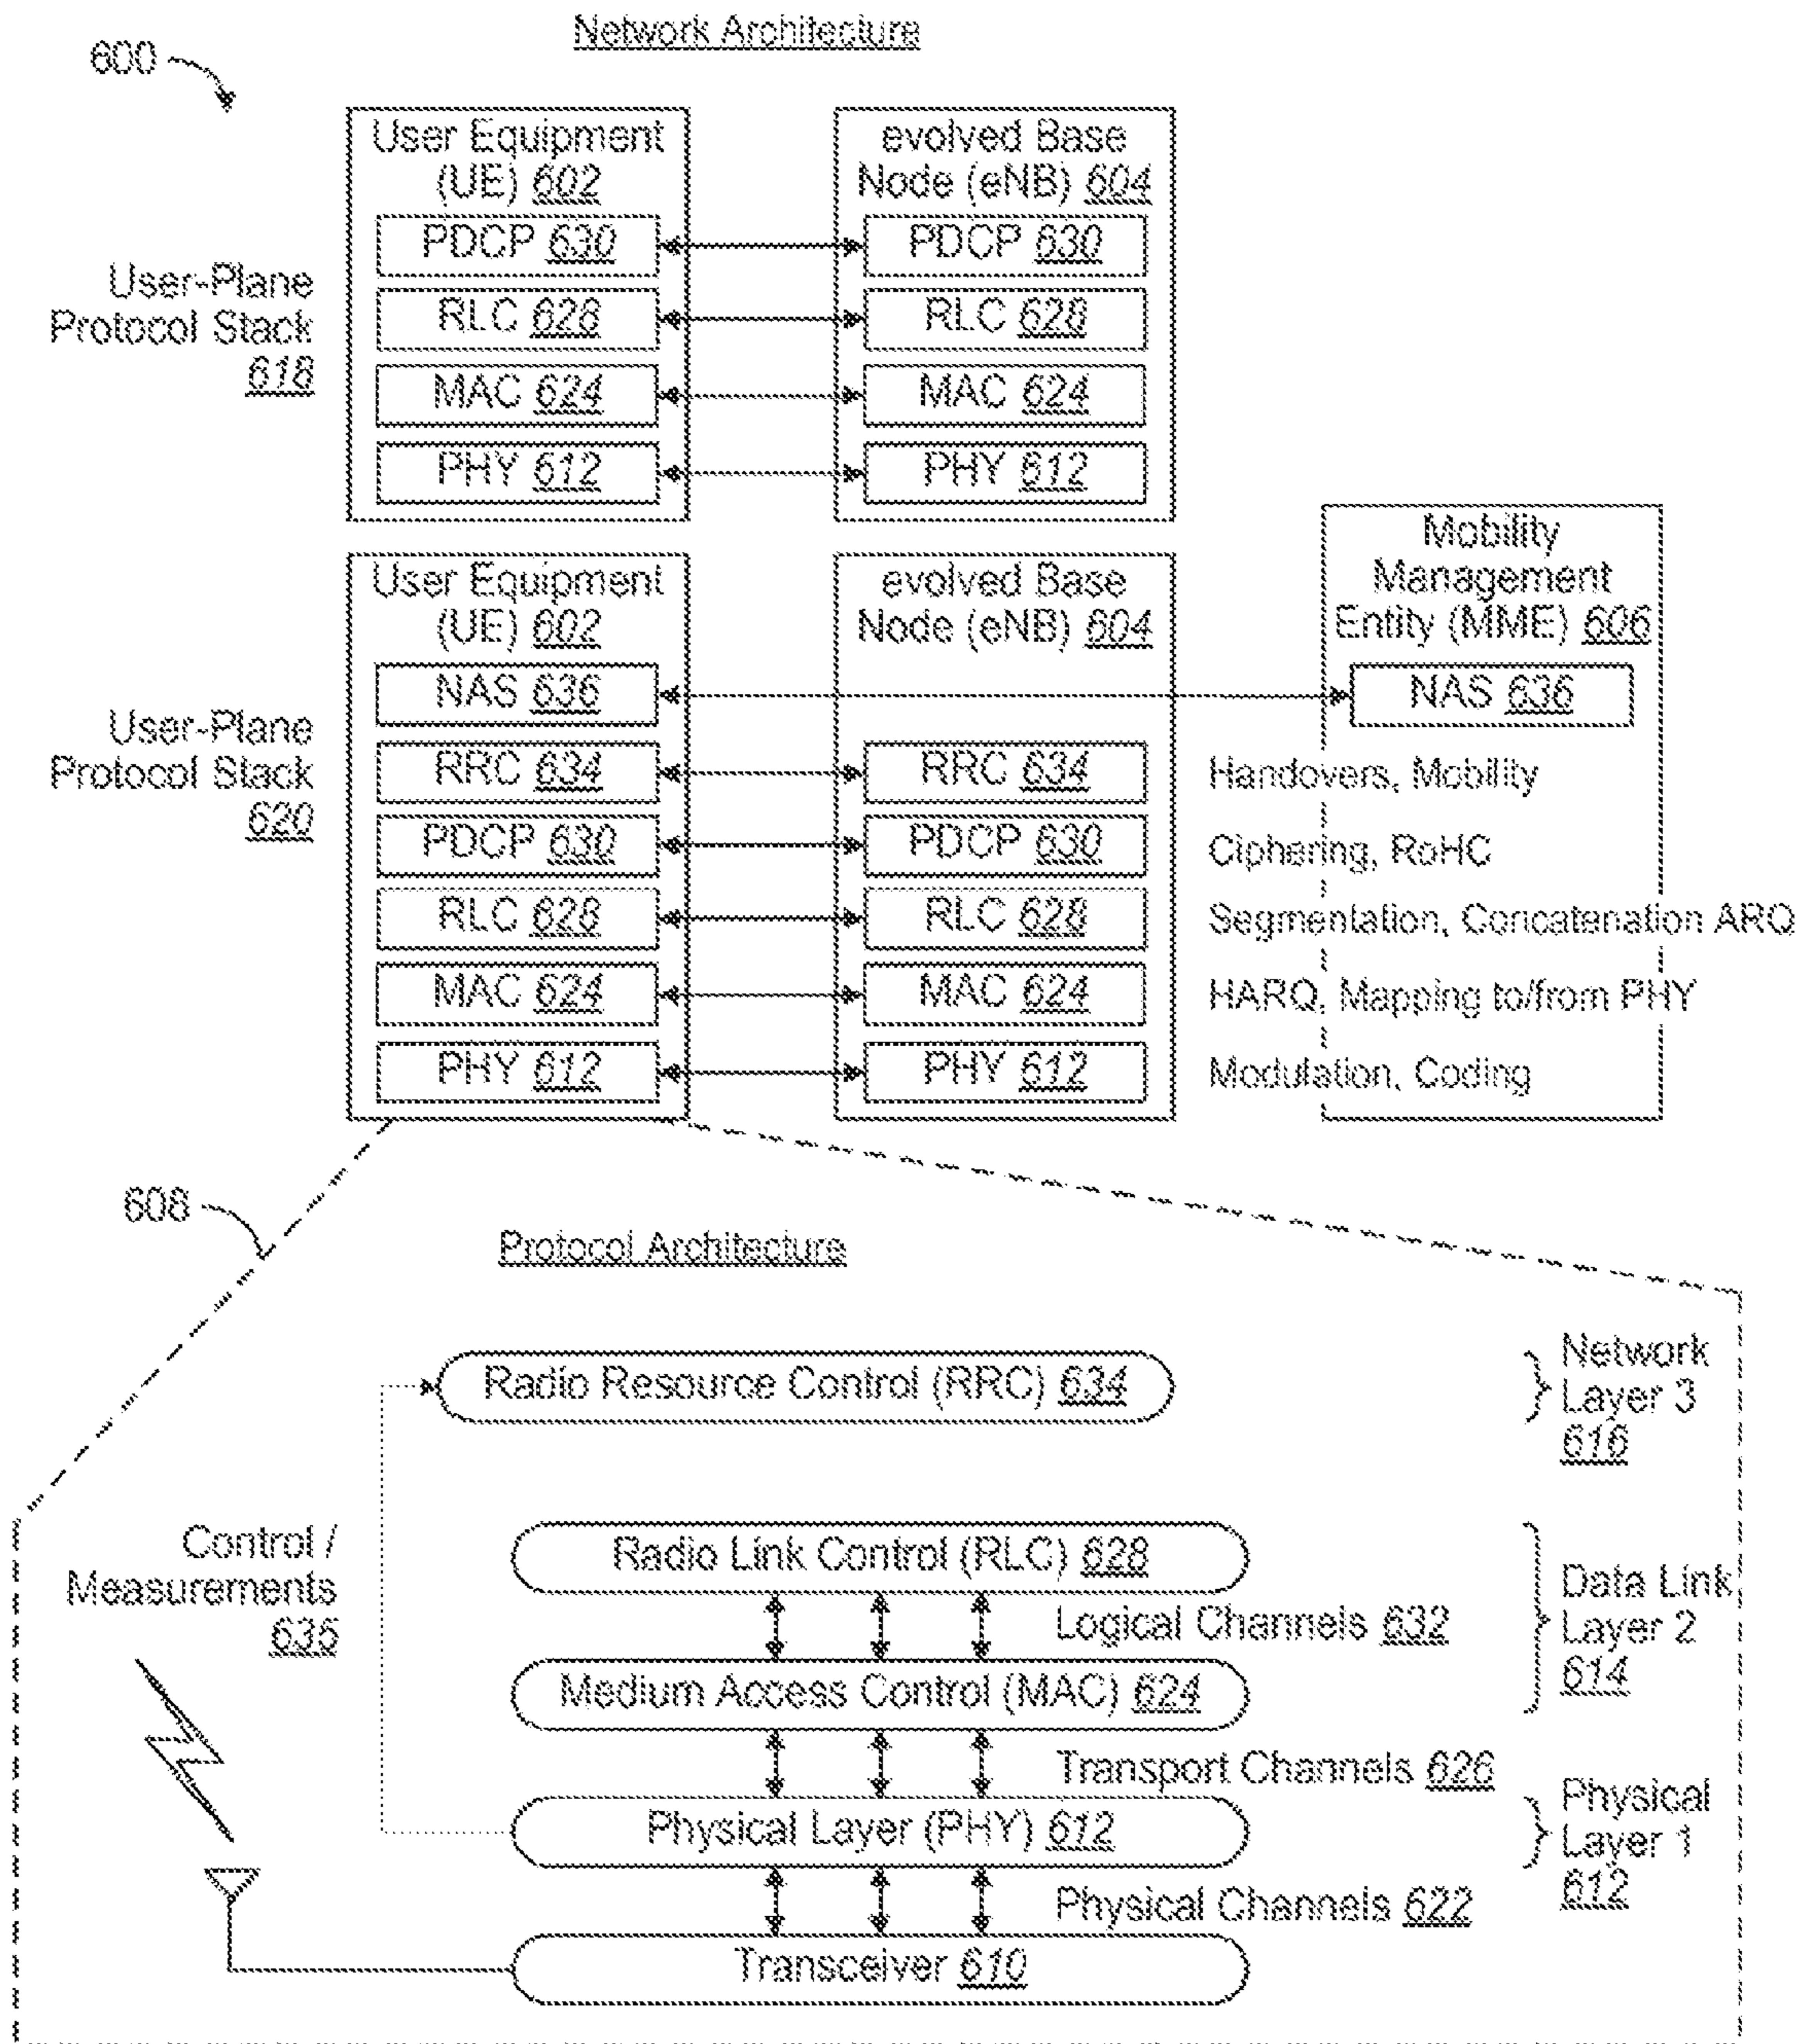 Network Architecture
600
User Equipment
(UE) 602
PDCP 630
RLC 628
MAC 624
PHY 612
evolved Base
Node (eNB) 604
PDCP 630
RLC 628
MAC 624
PHY 612
User-Plane
Protocol Stack
618
User Equipment
(UE) 602
NAS 636
RRC 634
PDCP 630
RLC 628
MAC 624
PHY 612
evolved Base
Node (eNB) 604
RRC 634
PDCP 630
RLC 628
MAC 624
PHY 612
Mobility
Management
Entity (MME) 606
NAS 636
User-Plane
Protocol Stack
620
Handovers, Mobility
Ciphering, RoHC
Segmentation, Concatenation ARQ
HARQ, Mapping to/from PHY
Modulation, Coding
608
Protocol Architecture
Radio Resource Control (RRC) 634
Network
Layer 3
616
Control /
Measurements
635
Radio Link Control (RLC) 628
Logical Channels 632
Medium Access Control (MAC) 624
Data Link
Layer 2
614
Transport Channels 626
Physical Layer (PHY) 612
Physical
Layer 1
612
Physical Channels 622
Transceiver 610